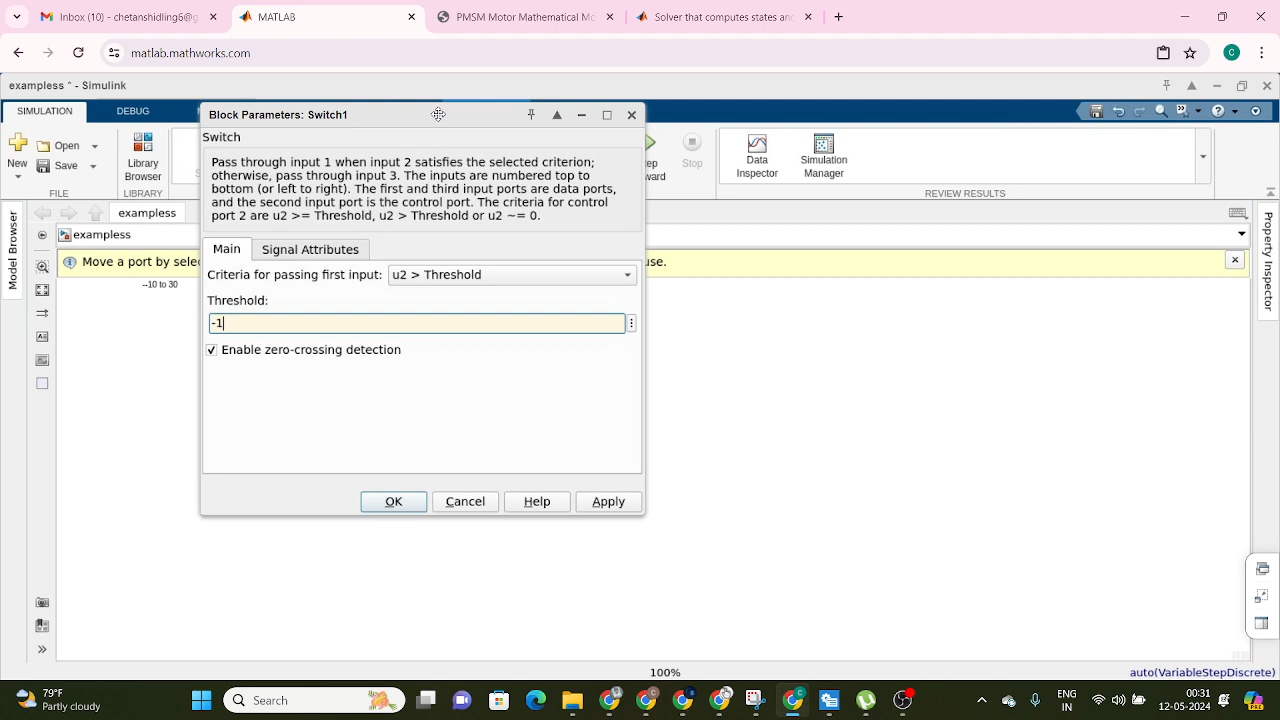 Inbox (10) - chetanshidling6@g
MATLAB
PMSM Motor Mathematical Mo
Solver that computes states and
matlab.mathworks.com
C
exampless * - Simulink
SIMULATION
DEBUG
New
Open
Save
FILE
Library
Browser
LIBRARY
Block Parameters: Switch1
Switch
Pass through input 1 when input 2 satisfies the selected criterion;
otherwise, pass through input 3. The inputs are numbered top to
bottom (or left to right). The first and third input ports are data ports,
and the second input port is the control port. The criteria for control
port 2 are u2 >= Threshold, u2 > Threshold or u2 ~= 0.
Main
Signal Attributes
Criteria for passing first input:
u2 > Threshold
Threshold:
-1
Enable zero-crossing detection
OK
Cancel
Help
Apply
Stop
Data
Inspector
Simulation
Manager
REVIEW RESULTS
Model Browser
exampless
exampless
Move a port by sele
use.
--10 to 30
Property Inspector
100%
auto(VariableStepDiscrete)
79°F
Partly cloudy
Search
ENG
IN
00:31
12-05-2024